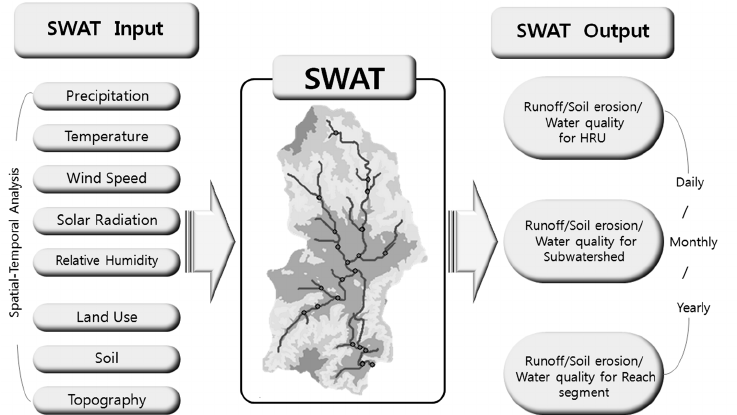 SWAT Input
Precipitation
Temperature
Wind Speed
Solar Radiation
Relative Humidity
Land Use
Soil
Topography
Spatial-Temporal Analysis
SWAT
SWAT Output
Runoff/Soil erosion/
Water quality
for HRU
Runoff/Soil erosion/
Water quality for
Subwatershed
Runoff/Soil erosion/
Water quality for Reach
segment
Daily
/
Monthly
/
Yearly